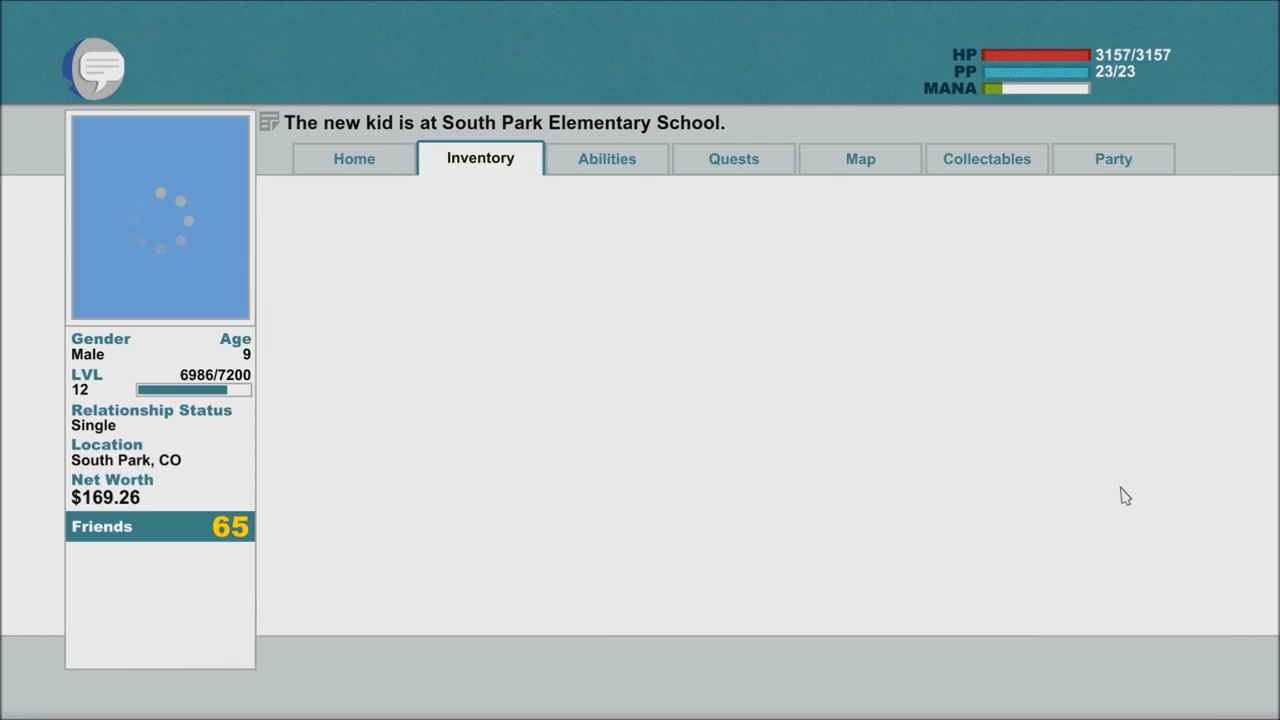 HP 3157/3157
PP 23/23
MANA
The new kid is at South Park Elementary School.
Home Inventory Abilities Quests Map Collectables Party
Gender Age
Male 9
LVL 6986/7200
12
Relationship Status
Single
Location
South Park, CO
Net Worth
$169.26
Friends 65